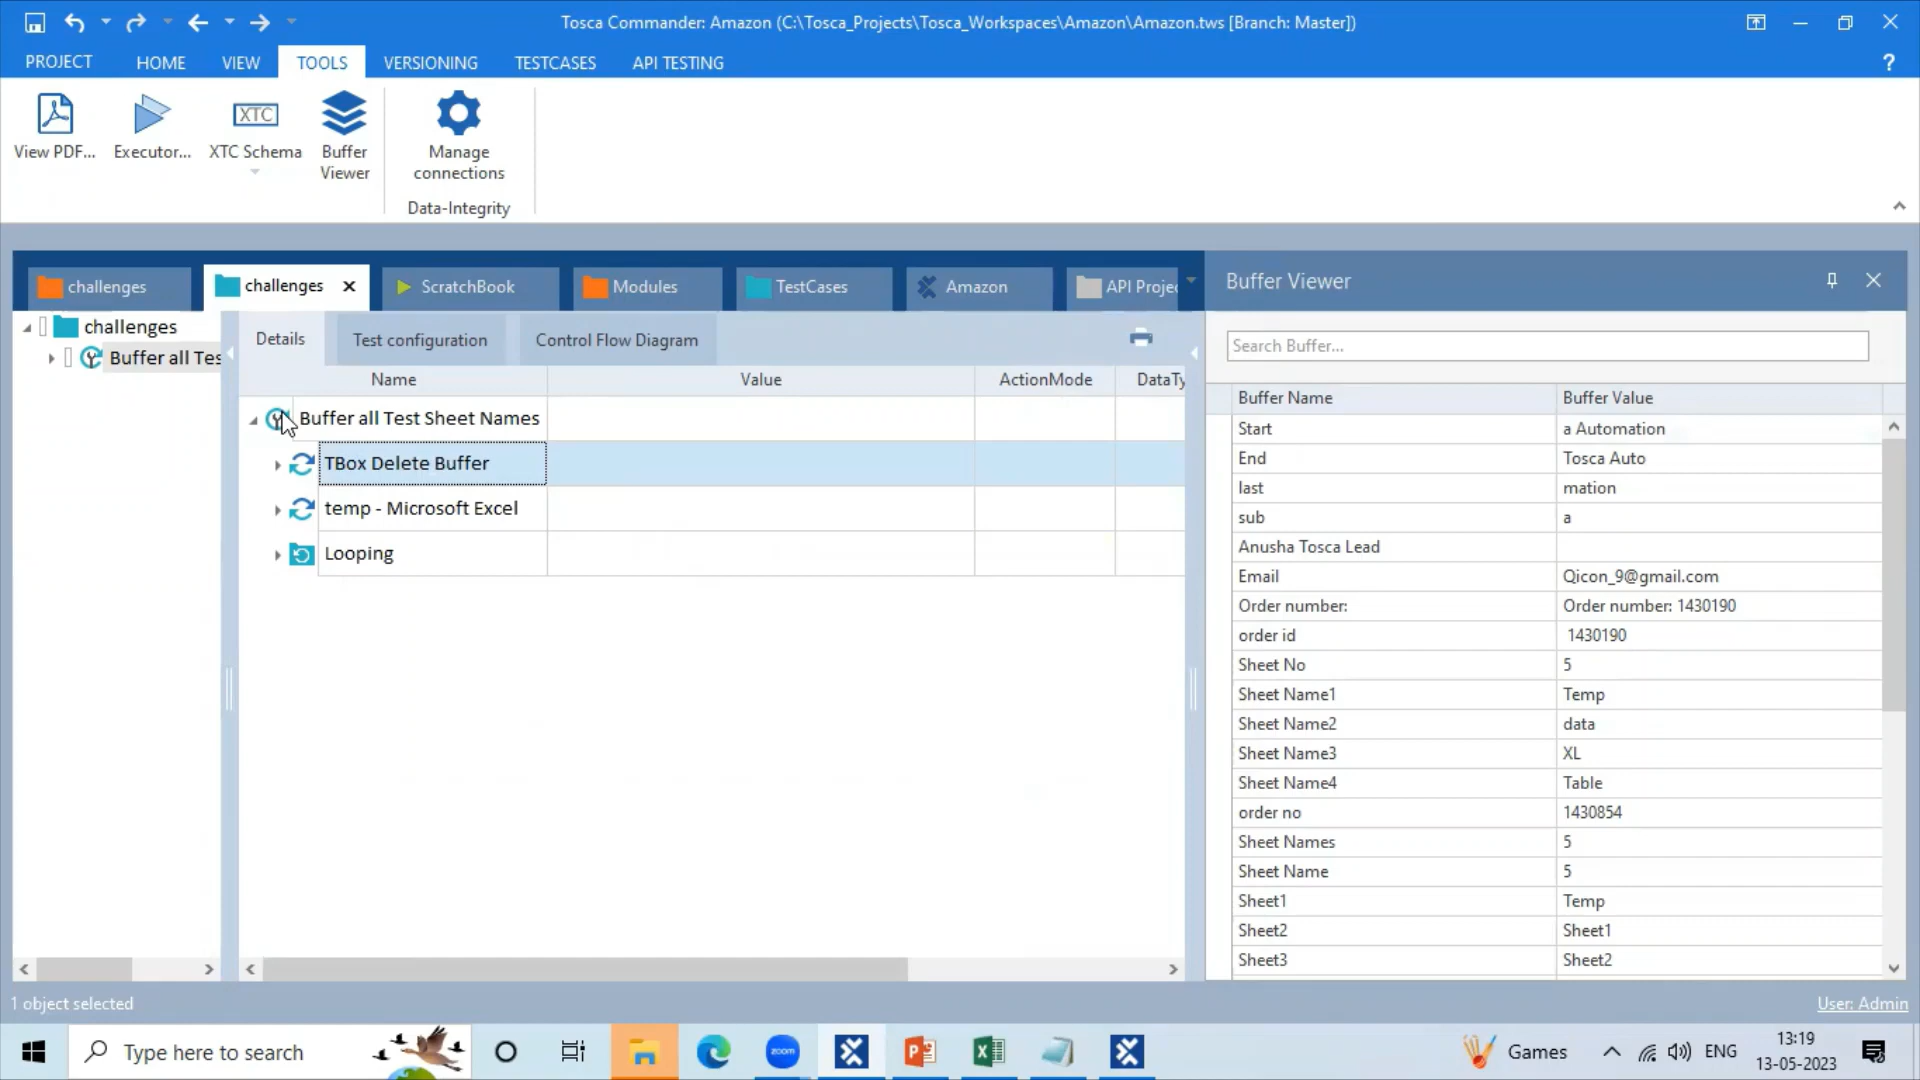 Tosca Commander: Amazon (C:\Tosca_Projects\Tosca_Workspaces\Amazon\Amazon.tws [Branch: Master])
PROJECT HOME VIEW TOOLS VERSIONING TESTCASES API TESTING ?
View PDF... Executor... XTC Schema Buffer Viewer Manage connections
XTC
Data-Integrity
challenges challenges ScratchBook Modules TestCases Amazon API Projec
Buffer Viewer
challenges
Buffer all Tes
Details Test configuration Control Flow Diagram
Search Buffer...
Name Value ActionMode DataTy
Buffer all Test Sheet Names
TBox Delete Buffer
temp - Microsoft Excel
Looping
Buffer Name Buffer Value
Start a Automation
End Tosca Auto
last mation
sub a
Anusha Tosca Lead
Email Qicon_9@gmail.com
Order number: Order number: 1430190
order id 1430190
Sheet No 5
Sheet Name1 Temp
Sheet Name2 data
Sheet Name3 XL
Sheet Name4 Table
order no 1430854
Sheet Names 5
Sheet Name 5
Sheet1 Temp
Sheet2 Sheet1
Sheet3 Sheet2
1 object selected
User: Admin
Type here to search
zoom
Games
ENG
13:19
13-05-2023